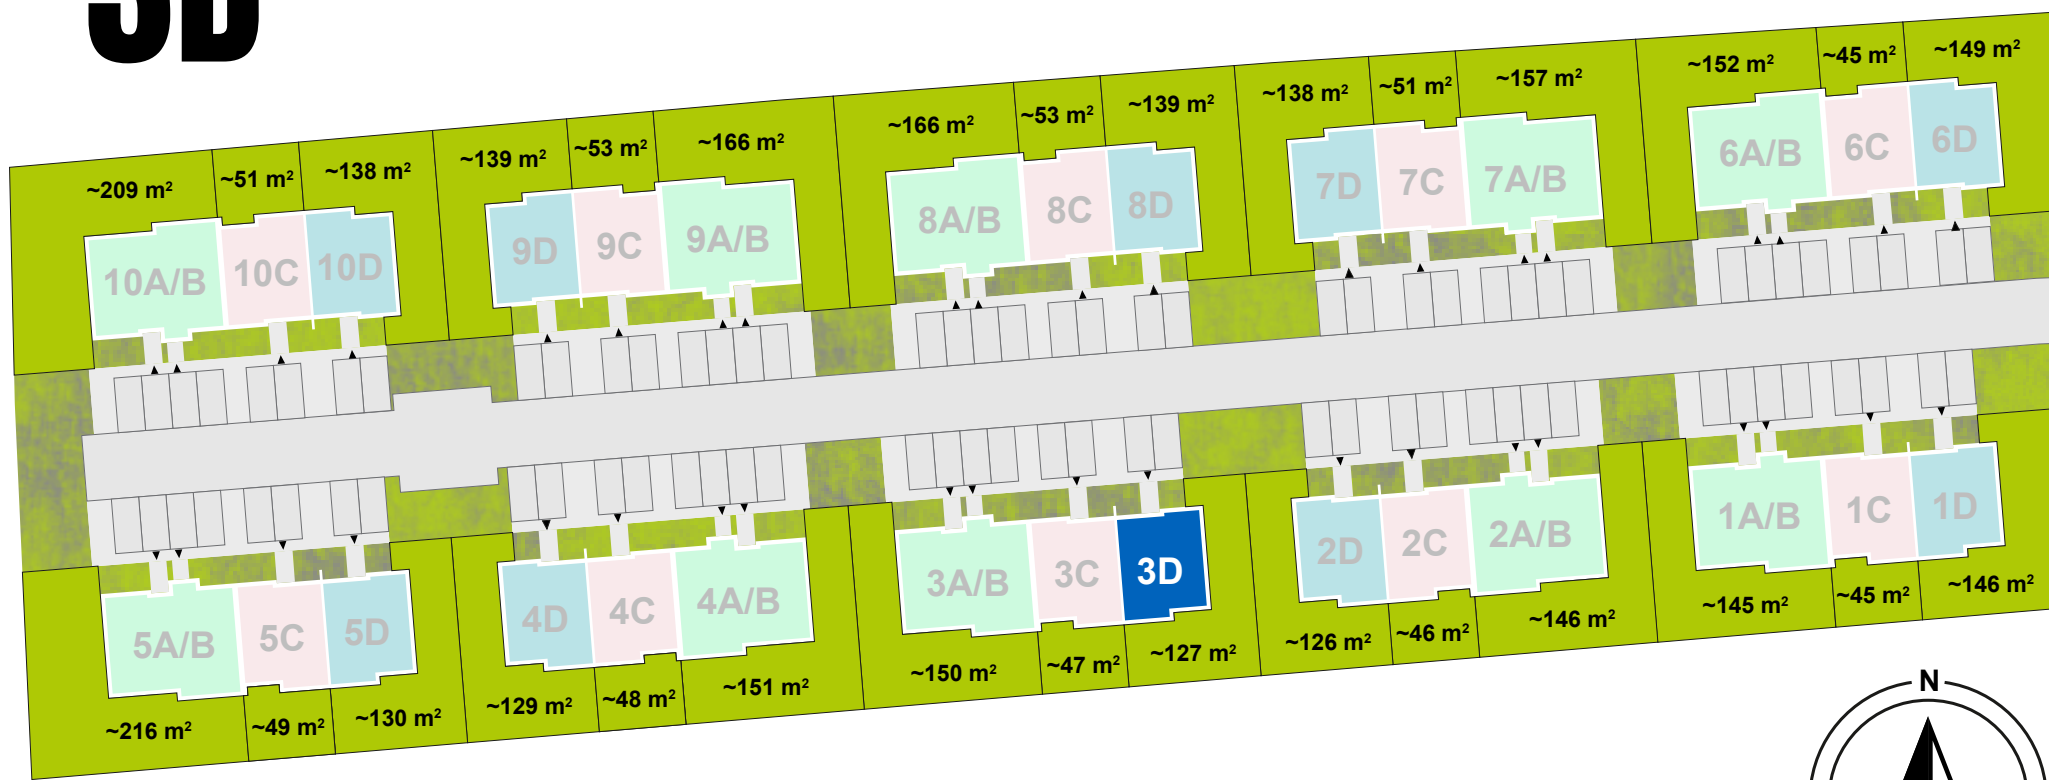 3D
~209 m²
~51 m²
~138 m²
~139 m²
~53 m²
~166 m²
~166 m²
~53 m²
~139 m²
~138 m²
~51 m²
~157 m²
~152 m²
~45 m²
~149 m²
10A/B
10C
10D
9D
9C
9A/B
8A/B
8C
8D
7D
7C
7A/B
6A/B
6C
6D
5A/B
5C
5D
4D
4C
4A/B
3A/B
3C
3D
2D
2C
2A/B
1A/B
1C
1D
~216 m²
~49 m²
~130 m²
~129 m²
~48 m²
~151 m²
~150 m²
~47 m²
~127 m²
~126 m²
~46 m²
~146 m²
~145 m²
~45 m²
~146 m²
N